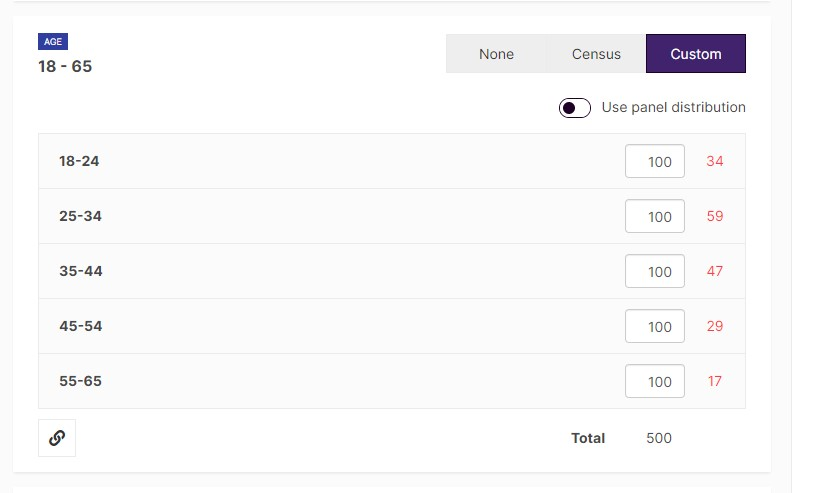 AGE
18 - 65
None Census Custom
Use panel distribution
18-24 100 34
25-34 100 59
35-44 100 47
45-54 100 29
55-65 100 17
Total 500